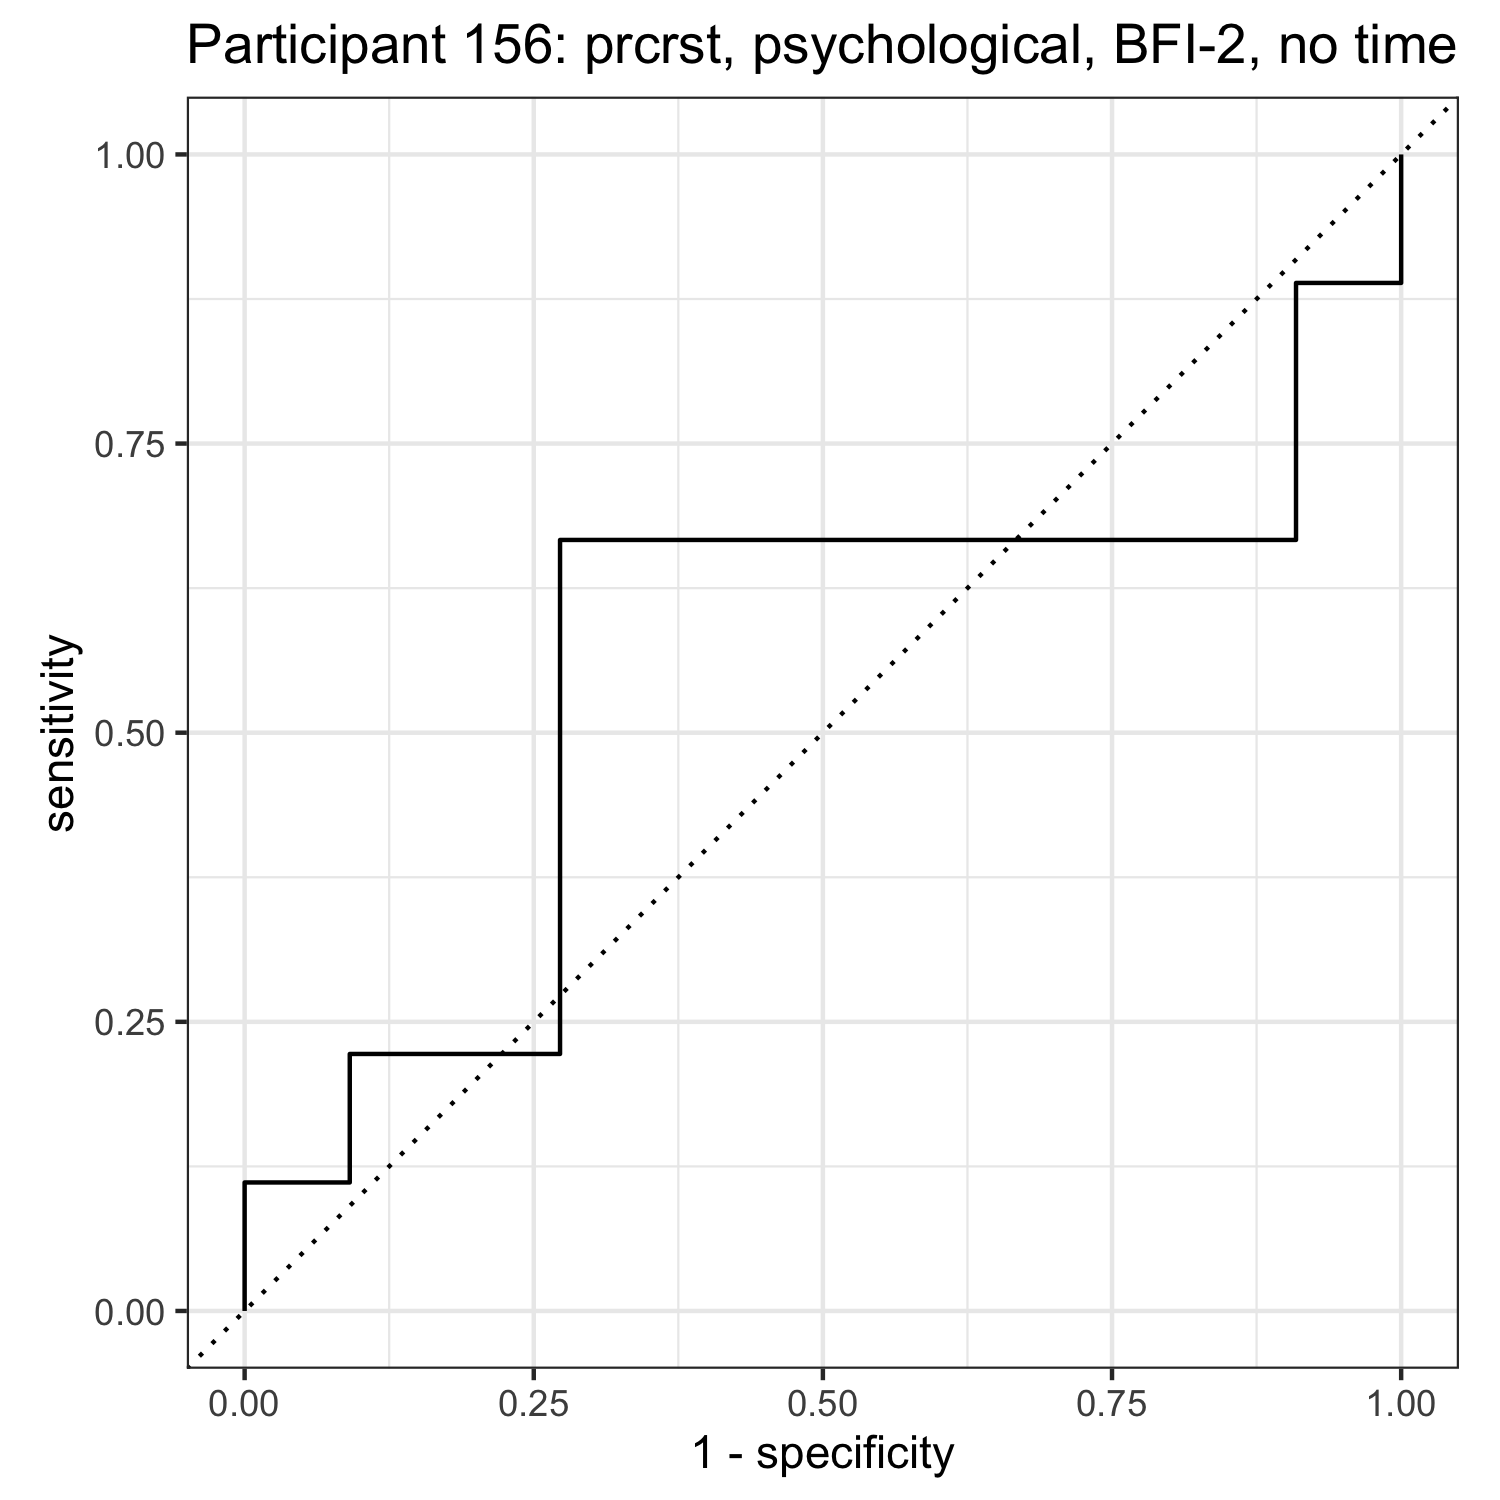 Participant 156: prcrst, psychological, BFI-2, no time
sensitivity
1.00
0.75
0.50
0.25
0.00
0.00 0.25 0.50 0.75 1.00
1 - specificity